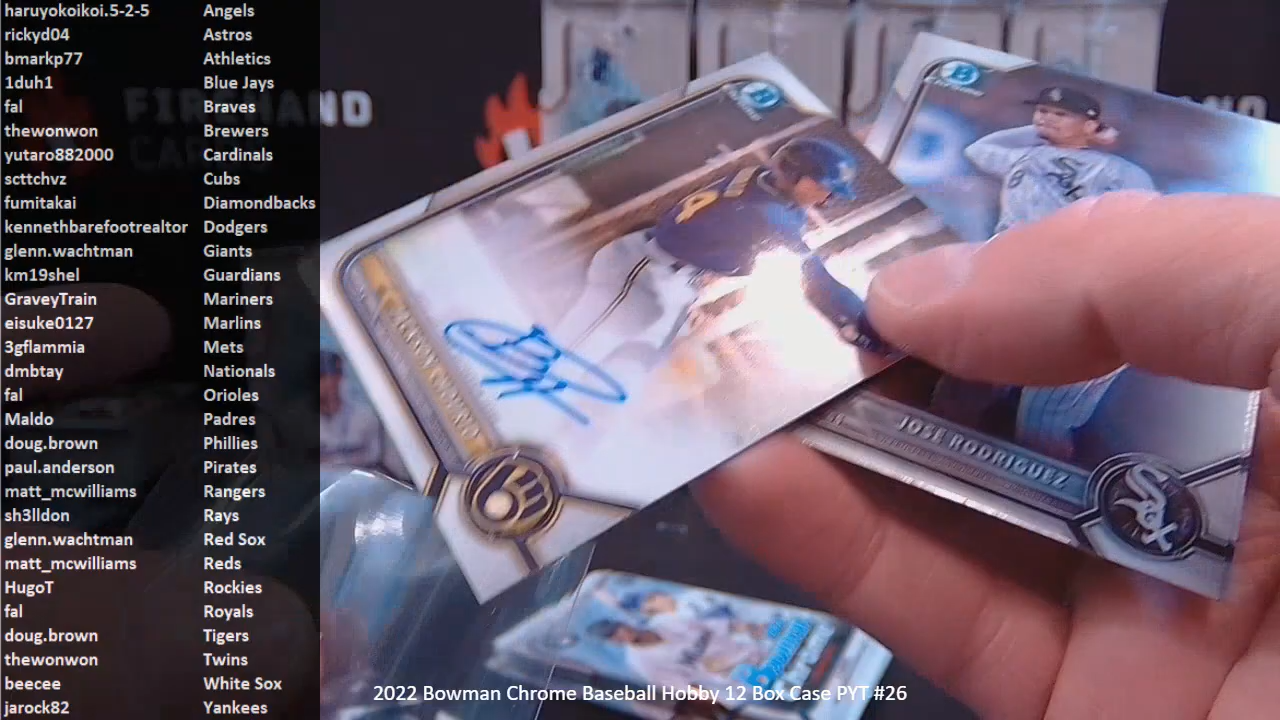 haruyokoikoi.5-2-5 Angels
rickyd04 Astros
bmarkp77 Athletics
1duh1 Blue Jays
fal Braves
thewonwon Brewers
yutaro882000 Cardinals
scttchvz Cubs
fumitakai Diamondbacks
kennethbarefootrealtor Dodgers
glenn.wachtman Giants
km19shel Guardians
GraveyTrain Mariners
eisuke0127 Marlins
3gflammia Mets
dmbtay Nationals
fal Orioles
Maldo Padres
doug.brown Phillies
paul.anderson Pirates
matt_mcwilliams Rangers
sh3lldon Rays
glenn.wachtman Red Sox
matt_mcwilliams Reds
HugoT Rockies
fal Royals
doug.brown Tigers
thewonwon Twins
beecee White Sox
jarock82 Yankees
JOSE RODRIGUEZ
Sox
2022 Bowman Chrome Baseball Hobby 12 Box Case PYT #26